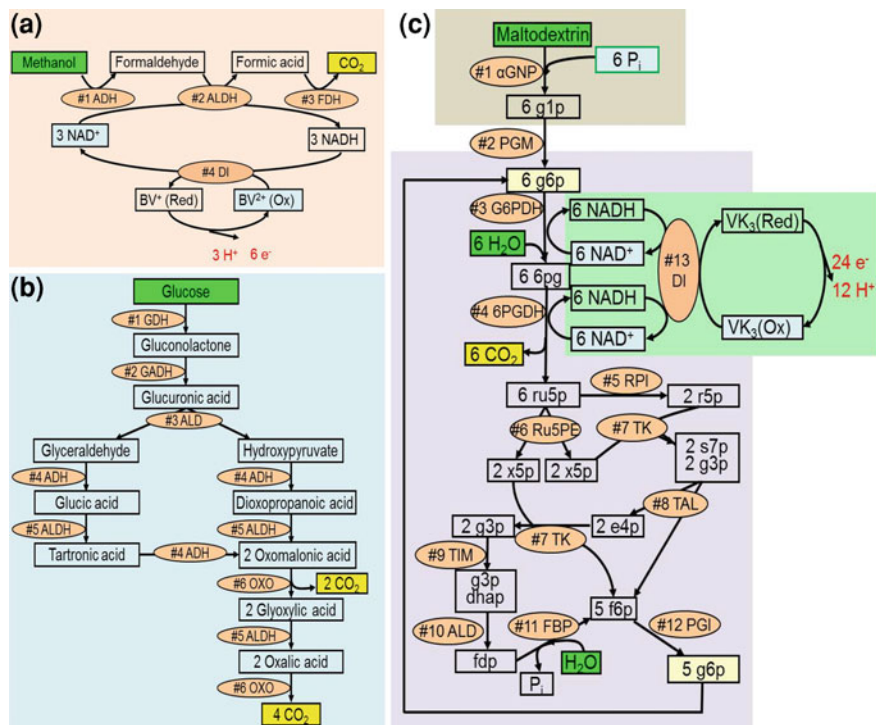 (a)
Methanol
Formaldehyde
Formic acid
CO₂
#1 ADH
#2 ALDH
#3 FDH
3 NAD⁺
3 NADH
#4 DI
BV⁺ (Red)
BV²⁺ (Ox)
3 H⁺ 6 e⁻
(b)
Glucose
#1 GDH
Gluconolactone
#2 GADH
Glucuronic acid
#3 ALD
Glyceraldehyde
Hydroxypyruvate
#4 ADH
#4 ADH
Glucic acid
Dioxopropanoic acid
#5 ALDH
#5 ALDH
Tartronic acid
#4 ADH
2 Oxomalonic acid
#6 OXO
2 CO₂
2 Glyoxylic acid
#5 ALDH
2 Oxalic acid
#6 OXO
4 CO₂
(c)
Maltodextrin
#1 αGNP
6 Pᵢ
6 g1p
#2 PGM
6 g6p
#3 G6PDH
6 NADH
VK₃(Red)
6 H₂O
6 NAD⁺
#13
DI
24 e⁻
12 H⁺
6 6pg
6 NADH
#4 6PGDH
6 NAD⁺
VK₃(Ox)
6 CO₂
#5 RPI
6 ru5p
2 r5p
#6 Ru5PE
#7 TK
2 x5p
2 x5p
2 s7p
2 g3p
#8 TAL
2 g3p
2 e4p
#7 TK
#9 TIM
g3p
dhap
5 f6p
#10 ALD
#11 FBP
#12 PGI
fdp
H₂O
Pᵢ
5 g6p